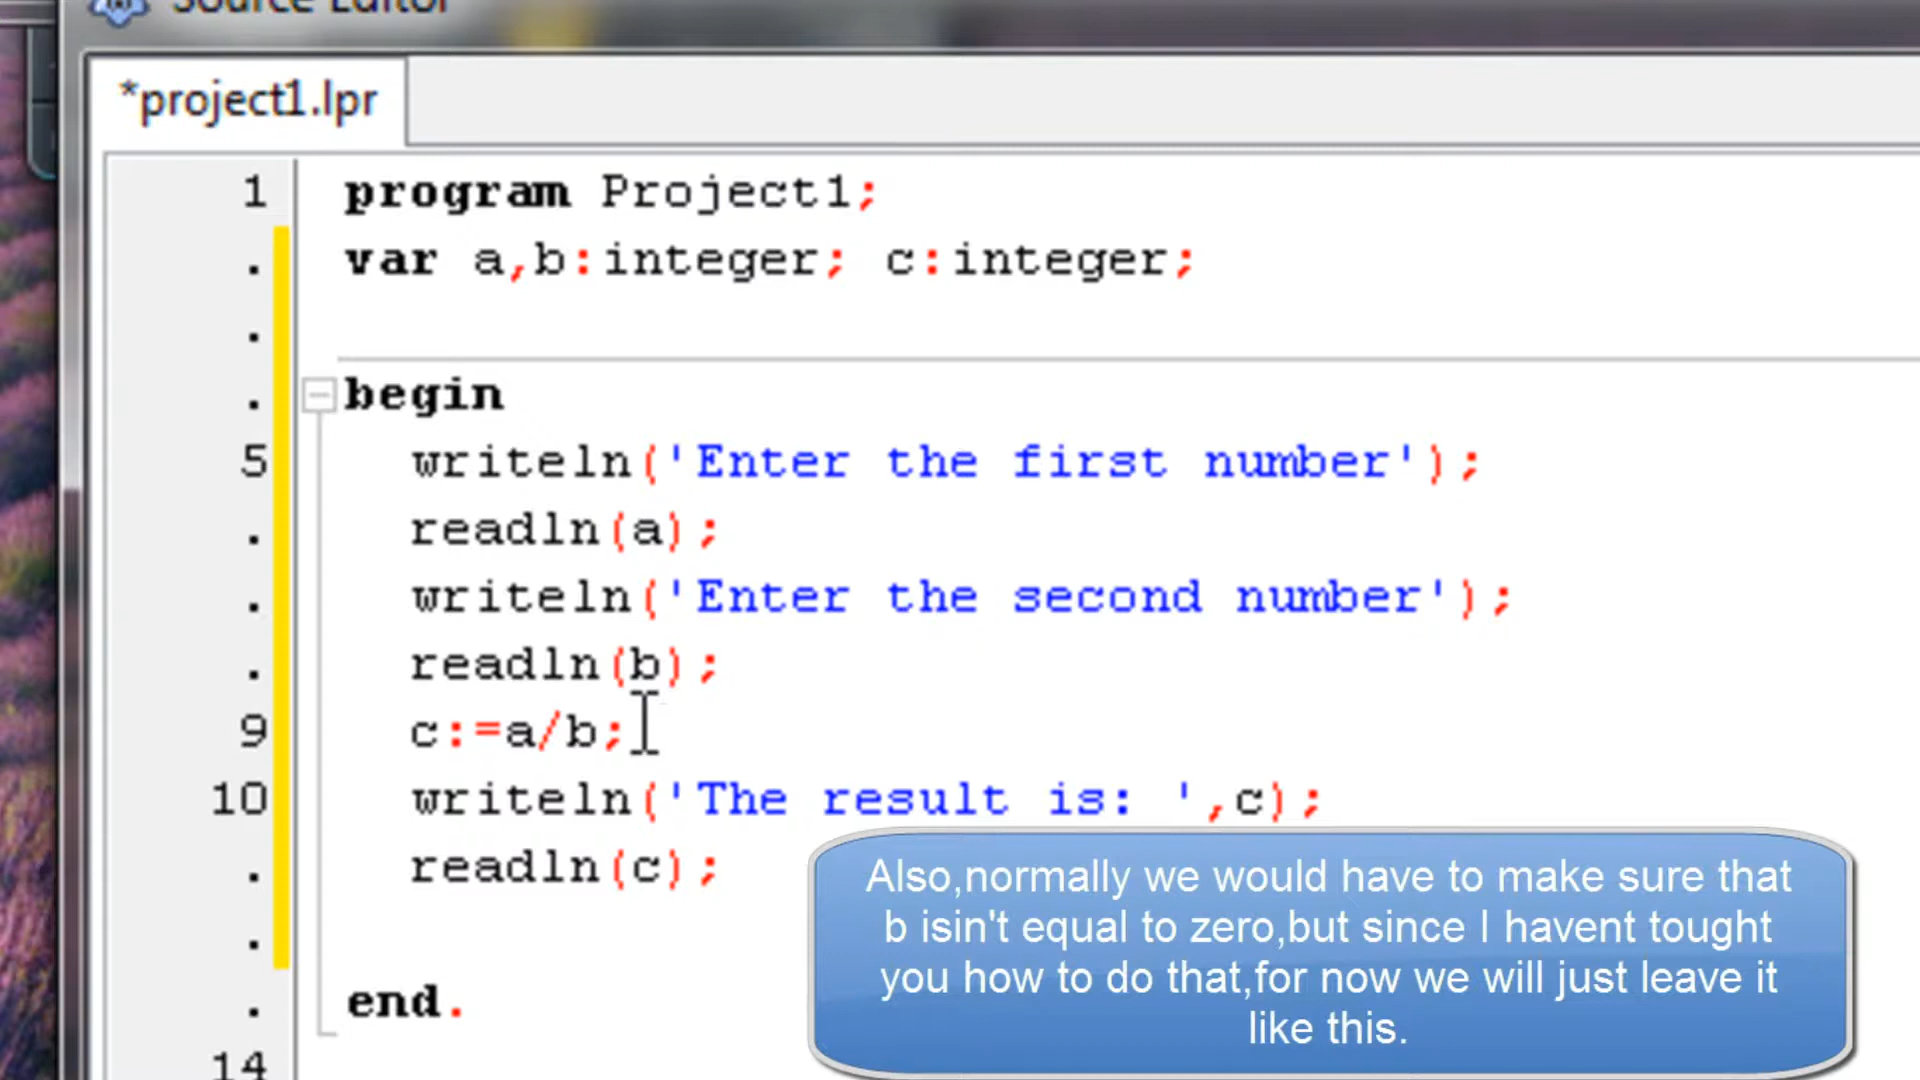 Source Editor
*project1.lpr
1 program Project1;
. var a,b:integer; c:integer;
.
. begin
5 writeln('Enter the first number');
. readln(a);
. writeln('Enter the second number');
. readln(b);
9 c:=a/b;
10 writeln('The result is: ',c);
. readln(c);
.
. end.
14
Also,normally we would have to make sure that
b isin't equal to zero,but since I havent tought
you how to do that,for now we will just leave it
like this.